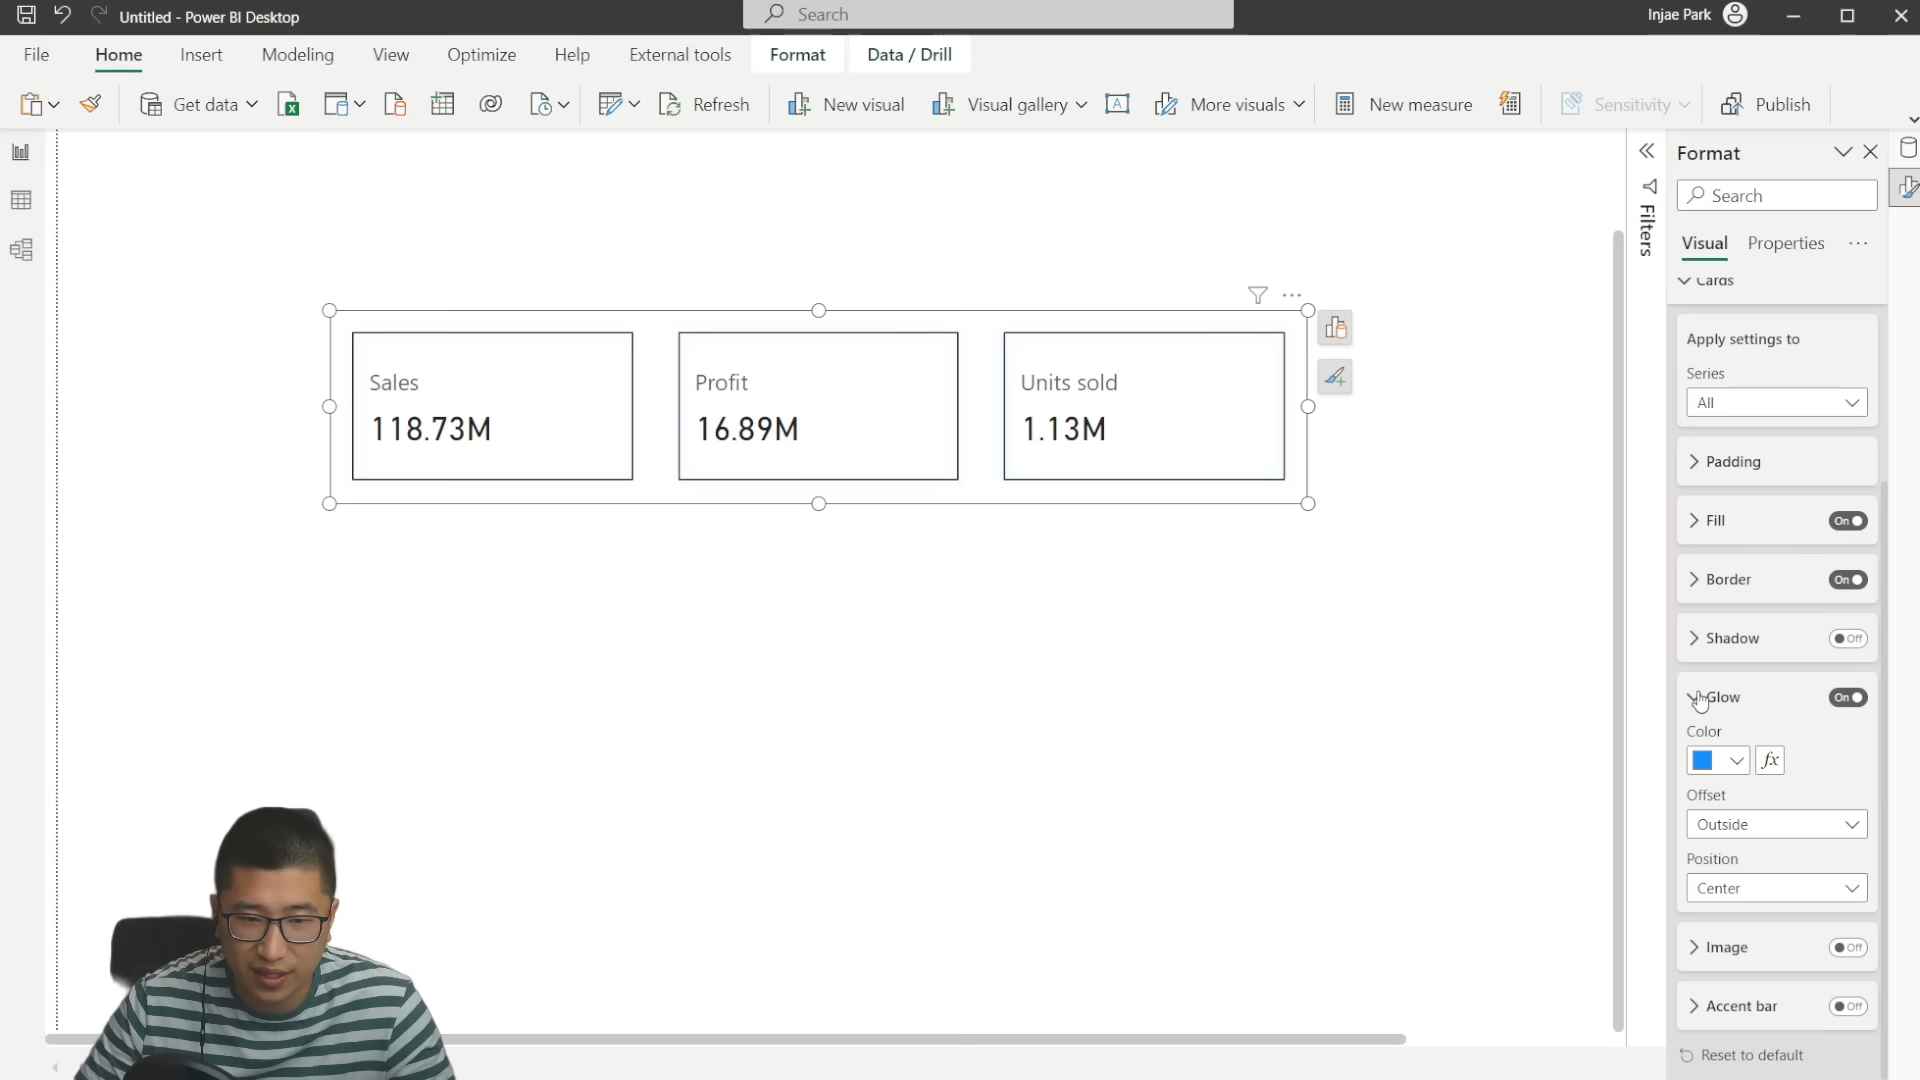 Untitled - Power BI Desktop
Search
Injae Park
File
Home
Insert
Modeling
View
Optimize
Help
External tools
Format
Data / Drill
Get data
Refresh
New visual
Visual gallery
A
More visuals
New measure
Sensitivity
Publish
Filters
Format
Search
Visual
Properties
Cards
Apply settings to
Series
All
Padding
Fill
On
Border
On
Shadow
Off
Glow
On
Color
fx
Offset
Outside
Position
Center
Image
Off
Accent bar
Off
Reset to default
Sales
118.73M
Profit
16.89M
Units sold
1.13M